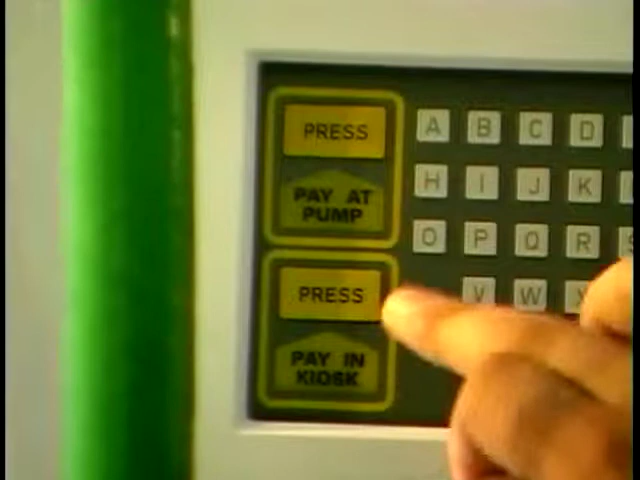 PRESS
PAY AT
PUMP
PRESS
PAY IN
KIOSK
A B C D
H I J K
O P Q R
V W X